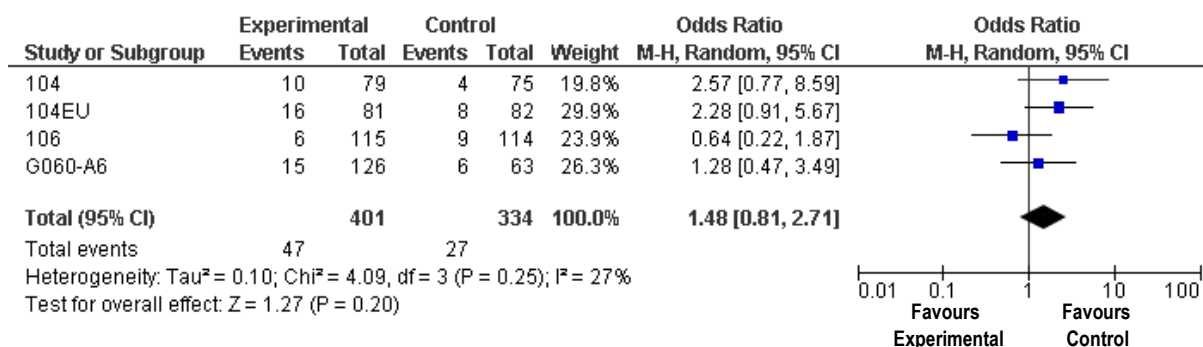 Experimental Control Odds Ratio Odds Ratio
Study or Subgroup Events Total Events Total Weight M-H, Random, 95% CI M-H, Random, 95% CI
104 10 79 4 75 19.8% 2.57 [0.77, 8.59]
104EU 16 81 8 82 29.9% 2.28 [0.91, 5.67]
106 6 115 9 114 23.9% 0.64 [0.22, 1.87]
G060-A6 15 126 6 63 26.3% 1.28 [0.47, 3.49]
Total (95% CI) 401 334 100.0% 1.48 [0.81, 2.71]
Total events 47 27
Heterogeneity: Tau² = 0.10; Chi² = 4.09, df = 3 (P = 0.25); I² = 27%
Test for overall effect: Z = 1.27 (P = 0.20)
0.01 0.1 1 10 100
Favours Favours
Experimental Control